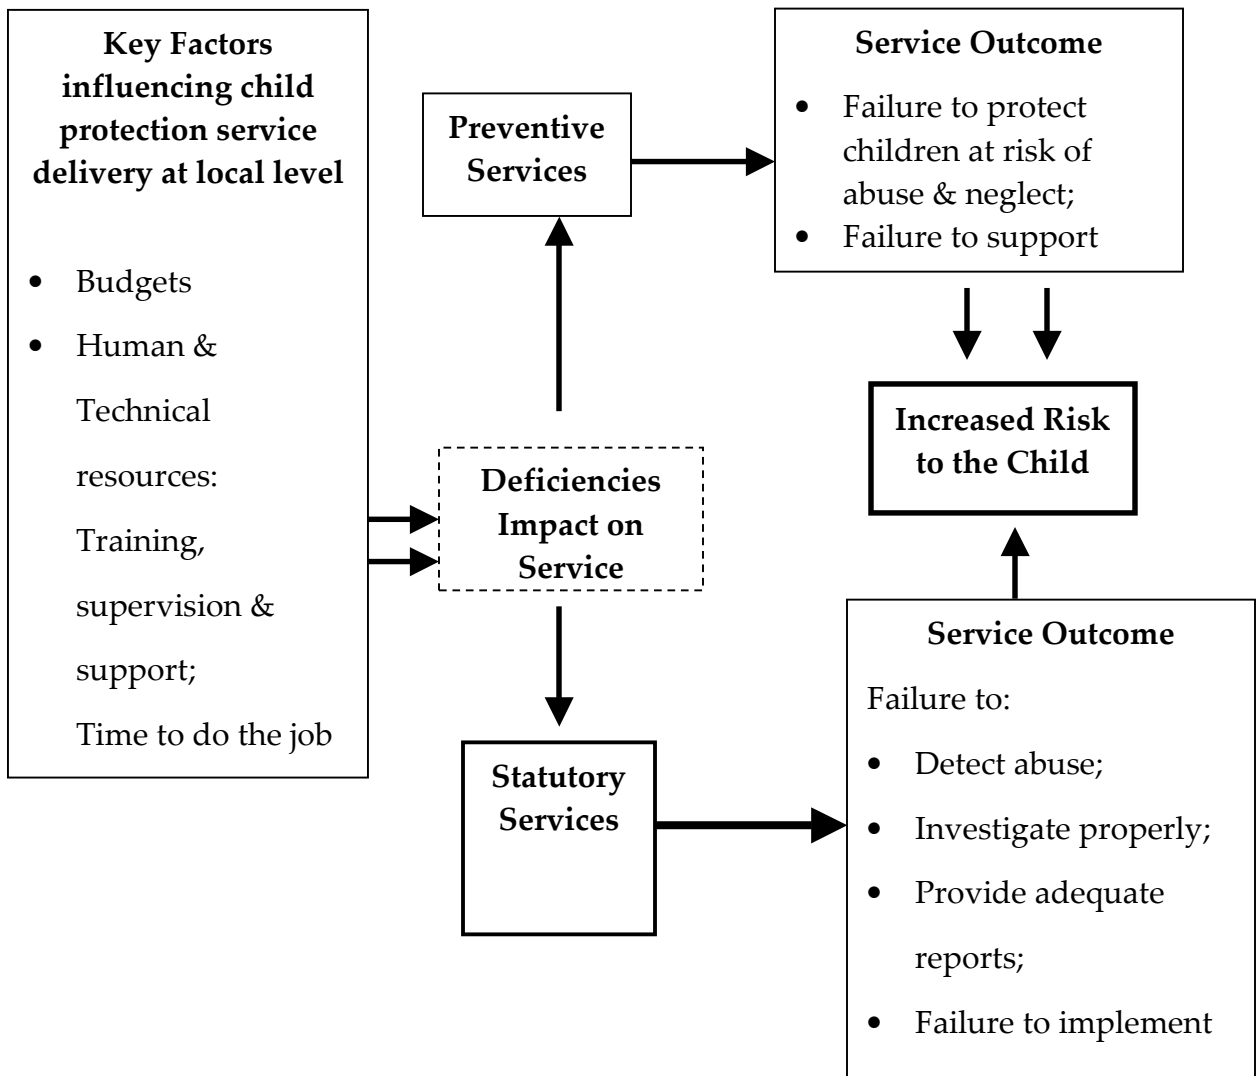 Key Factors
influencing child
protection service
delivery at local level
• Budgets
• Human &
Technical
resources:
Training,
supervision &
support;
Time to do the job
Preventive
Services
Service Outcome
• Failure to protect
children at risk of
abuse & neglect;
• Failure to support
Deficiencies
Impact on
Service
Increased Risk
to the Child
Statutory
Services
Service Outcome
Failure to:
• Detect abuse;
• Investigate properly;
• Provide adequate
reports;
• Failure to implement